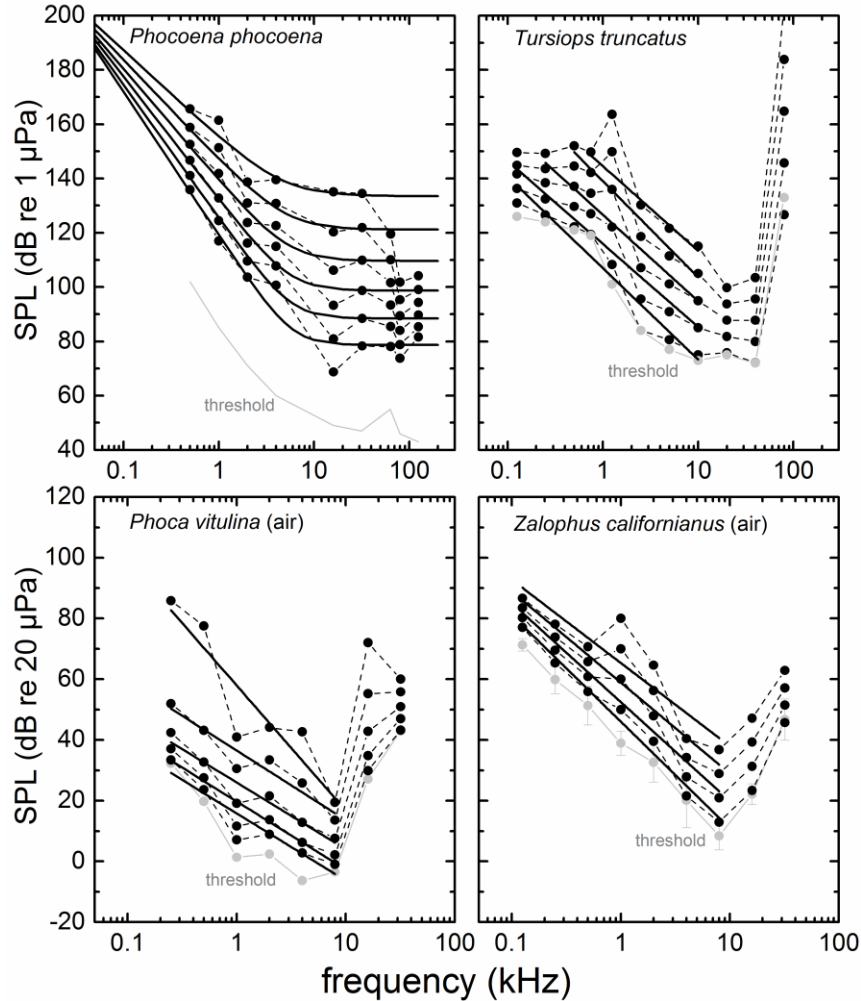 Phocoena phocoena
Tursiops truncatus
200
180
160
140
120
100
80
60
40
SPL (dB re 1 µPa)
threshold
threshold
0.1 1 10 100
0.1 1 10 100
Phoca vitulina (air)
Zalophus californianus (air)
120
100
80
60
40
20
0
-20
SPL (dB re 20 µPa)
threshold
threshold
0.1 1 10 100
0.1 1 10 100
frequency (kHz)